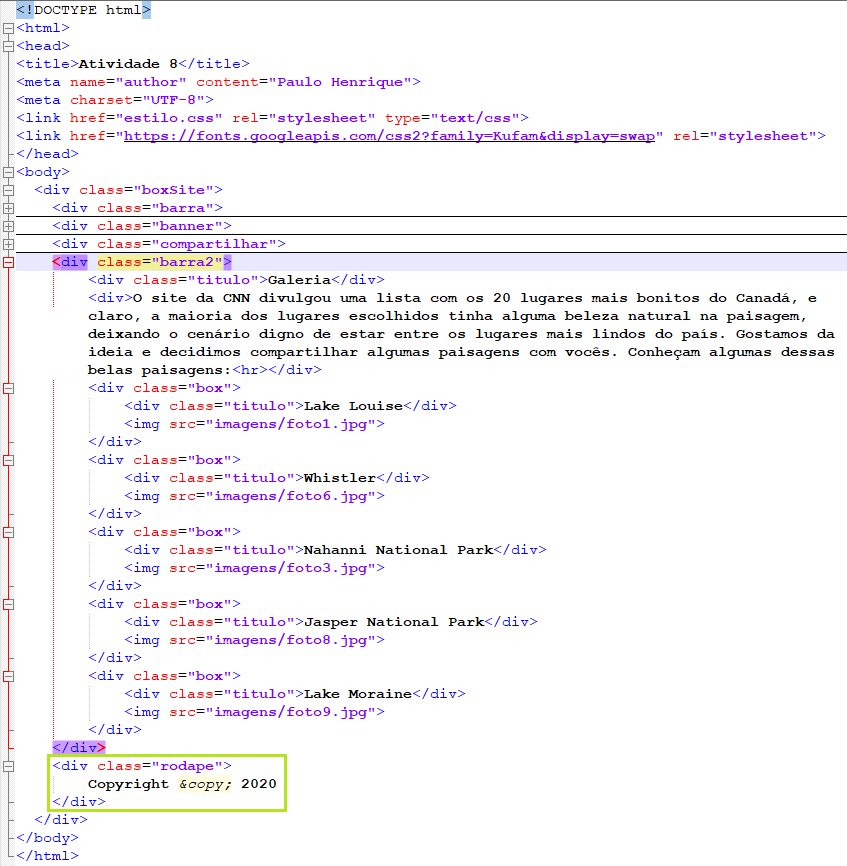 <!DOCTYPE html>
<html>
<head>
<title>Atividade 8</title>
<meta name="author" content="Paulo Henrique">
<meta charset="UTF-8">
<link href="estilo.css" rel="stylesheet" type="text/css">
<link href="https://fonts.googleapis.com/css2?family=Kufam&display=swap" rel="stylesheet">
</head>
<body>
<div class="boxSite">
<div class="barra">
<div class="banner">
<div class="compartilhar">
<div class="barra2">
<div class="titulo">Galeria</div>
<div>O site da CNN divulgou uma lista com os 20 lugares mais bonitos do Canadá, e
claro, a maioria dos lugares escolhidos tinha alguma beleza natural na paisagem,
deixando o cenário digno de estar entre os lugares mais lindos do país. Gostamos da
ideia e decidimos compartilhar algumas paisagens com vocês. Conheçam algumas dessas
belas paisagens:<hr></div>
<div class="box">
<div class="titulo">Lake Louise</div>
<img src="imagens/foto1.jpg">
</div>
<div class="box">
<div class="titulo">Whistler</div>
<img src="imagens/foto6.jpg">
</div>
<div class="box">
<div class="titulo">Nahanni National Park</div>
<img src="imagens/foto3.jpg">
</div>
<div class="box">
<div class="titulo">Jasper National Park</div>
<img src="imagens/foto8.jpg">
</div>
<div class="box">
<div class="titulo">Lake Moraine</div>
<img src="imagens/foto9.jpg">
</div>
</div>
<div class="rodape">
Copyright &copy; 2020
</div>
</div>
</body>
</html>